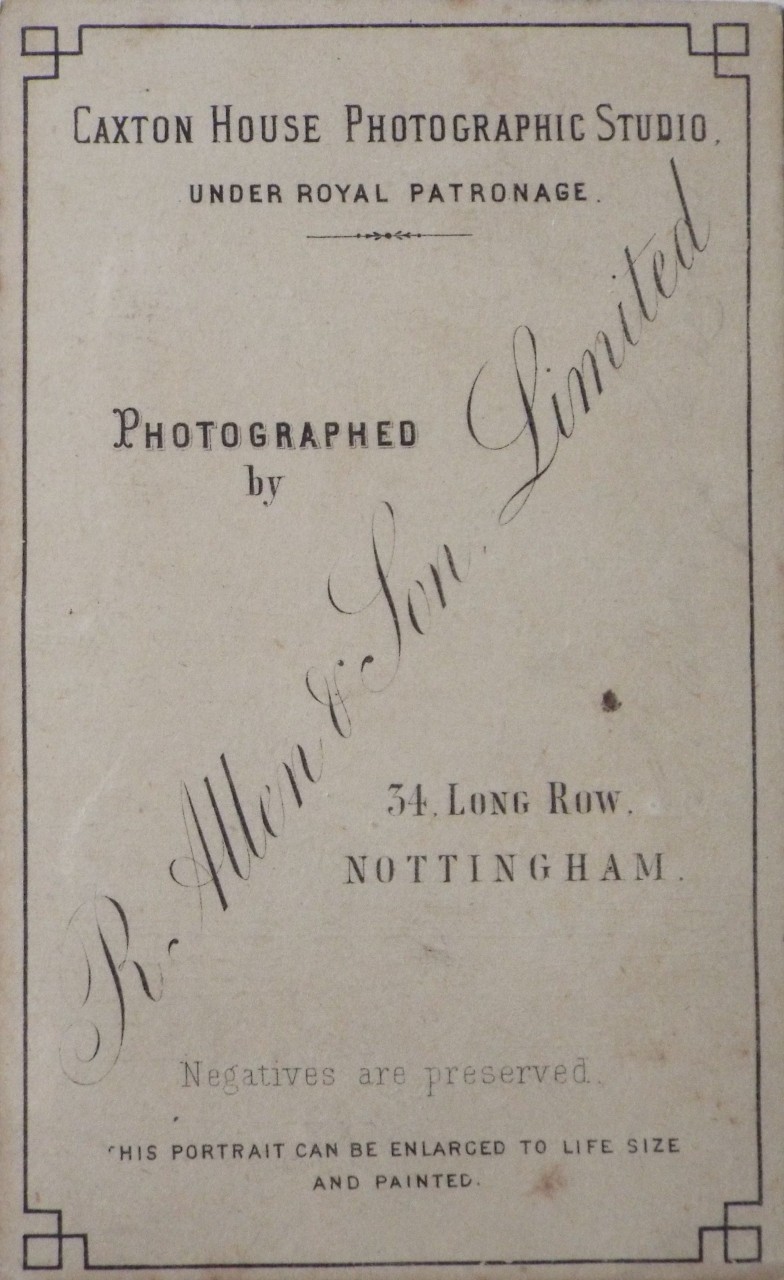 CAXTON HOUSE PHOTOGRAPHIC STUDIO,
UNDER ROYAL PATRONAGE.
PHOTOGRAPHED
by
R. Allen & Son, Limited
34, LONG ROW.
NOTTINGHAM.
Negatives are preserved.
THIS PORTRAIT CAN BE ENLARGED TO LIFE SIZE
AND PAINTED.